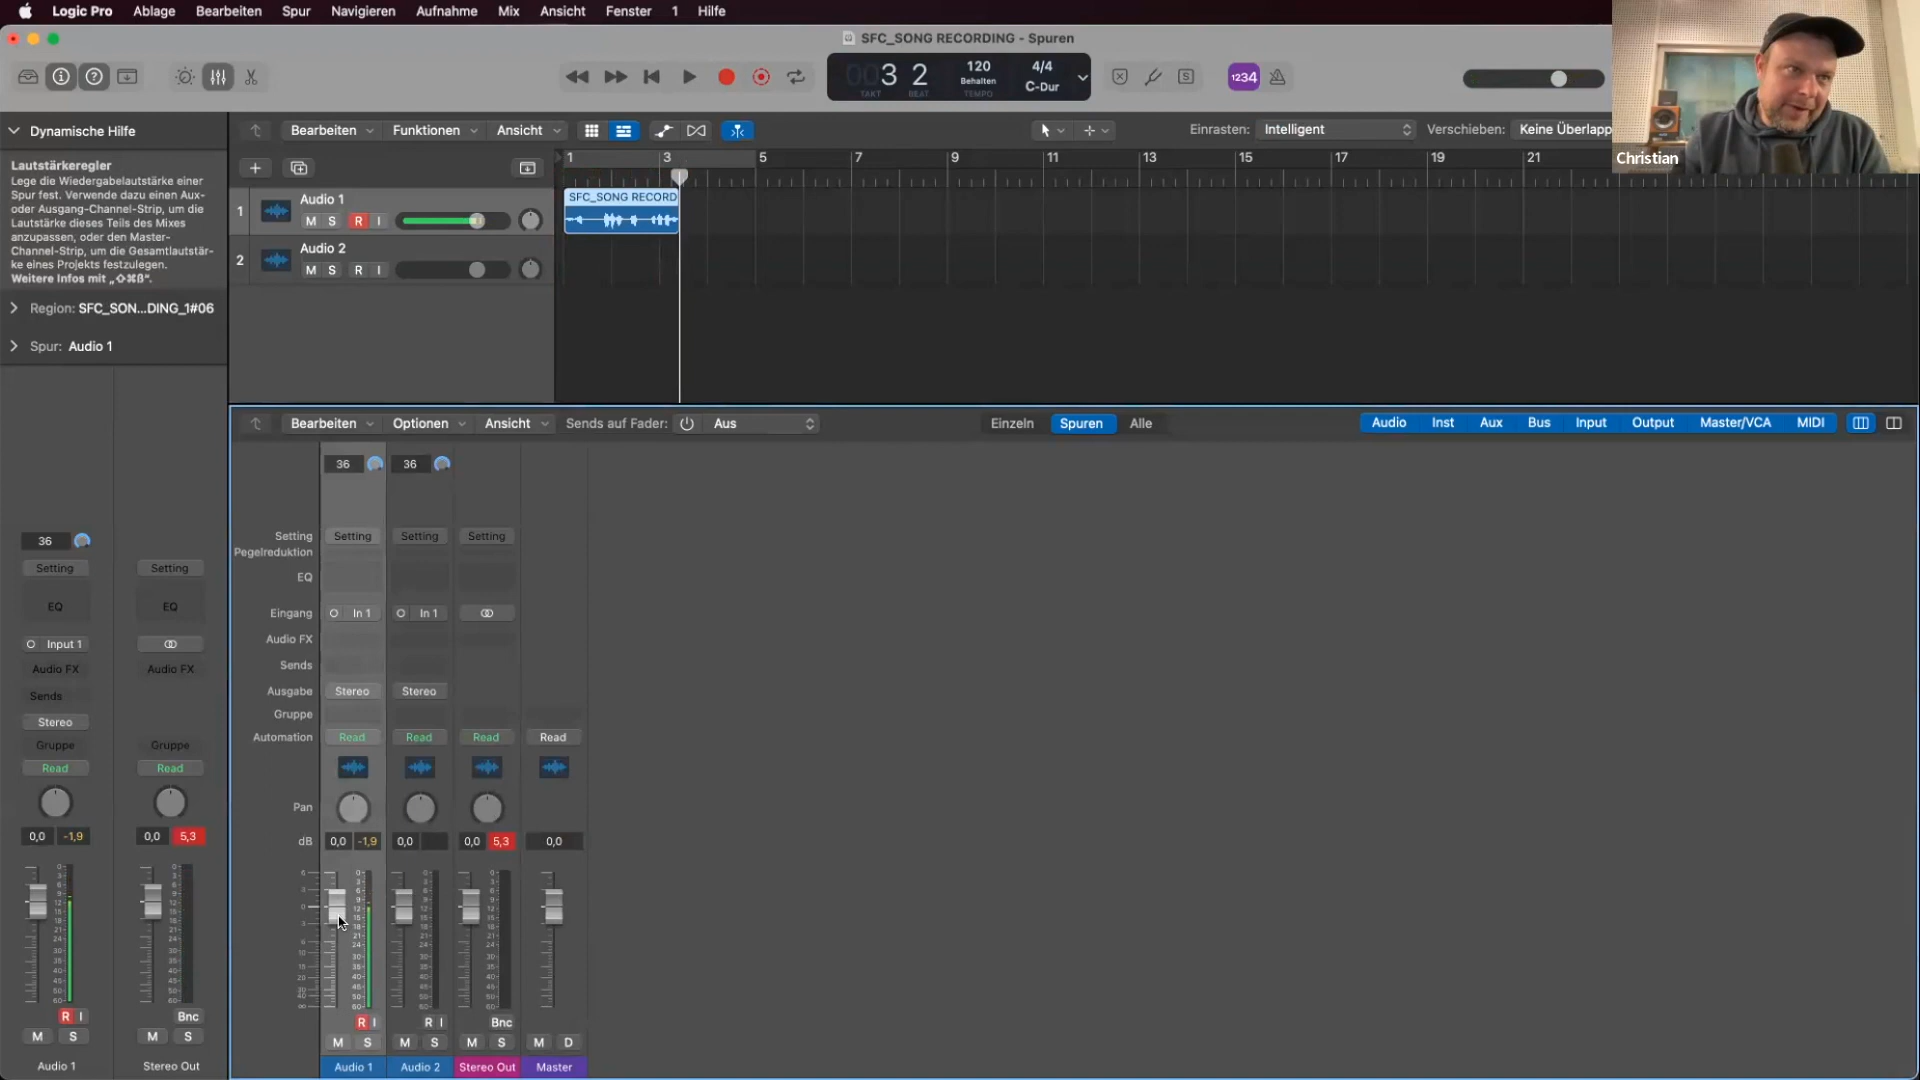 Logic Pro Ablage Bearbeiten Spur Navigieren Aufnahme Mix Ansicht Fenster 1 Hilfe
SFC_SONG RECORDING - Spuren
3 2
TAKT BEAT
120
Behalten
TEMPO
4/4
C-Dur
1234
Christian
Dynamische Hilfe
Lautstärkeregler
Lege die Wiedergabelautstärke einer
Spur fest. Verwende dazu einen Aux-
oder Ausgang-Channel-Strip, um die
Lautstärke dieses Teils des Mixes
anzupassen, oder den Master-
Channel-Strip, um die Gesamtlautstär-
ke eines Projekts festzulegen.
Weitere Infos mit „⇧⌘ß“.
Region: SFC_SON...DING_1#06
Spur: Audio 1
Bearbeiten Funktionen Ansicht
Einrasten: Intelligent Verschieben: Keine Überlapp
1 3 5 7 9 11 13 15 17 19 21
1 Audio 1
M S R I
SFC_SONG RECORD
2 Audio 2
M S R I
Bearbeiten Optionen Ansicht Sends auf Fader: Aus
Einzeln Spuren Alle
Audio Inst Aux Bus Input Output Master/VCA MIDI
36
Setting Setting
EQ EQ
Input 1
Audio FX Audio FX
Sends
Stereo
Gruppe Gruppe
Read Read
0,0 -1,9 0,0 5,3
R I Bnc
M S M S
Audio 1 Stereo Out
36 36
Setting Setting Setting Setting
Pegelreduktion
EQ
Eingang In 1 In 1
Audio FX
Sends
Ausgabe Stereo Stereo
Gruppe
Automation Read Read Read Read
Pan
dB 0,0 -1,9 0,0 0,0 5,3 0,0
R I R I Bnc
M S M S M S M D
Audio 1 Audio 2 Stereo Out Master